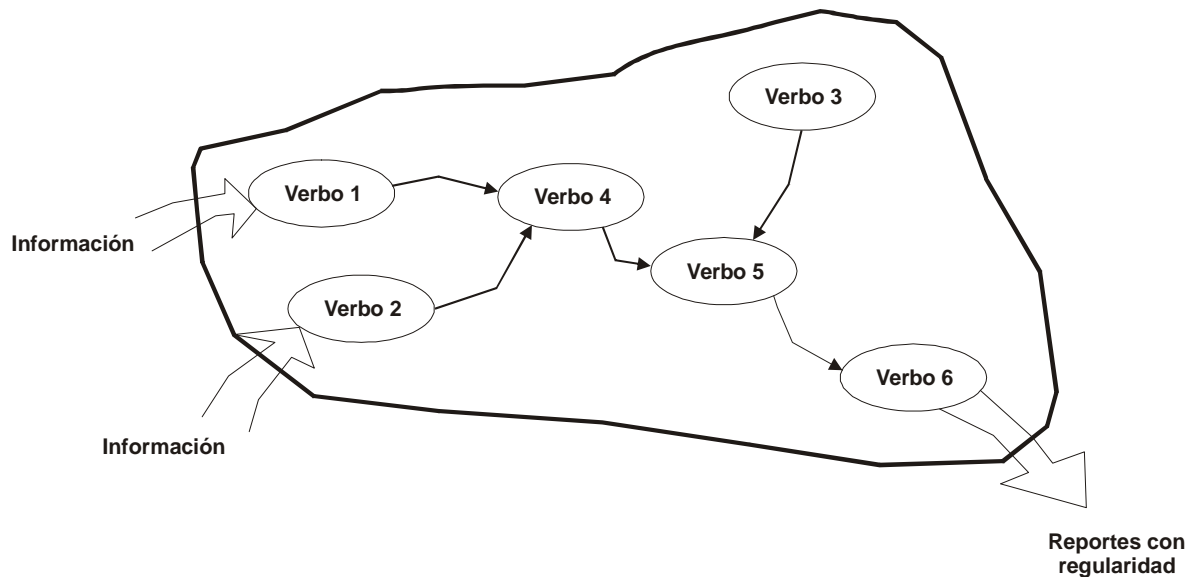 Verbo 3
Verbo 1
Verbo 4
Información
Verbo 5
Verbo 2
Verbo 6
Información
Reportes con
regularidad